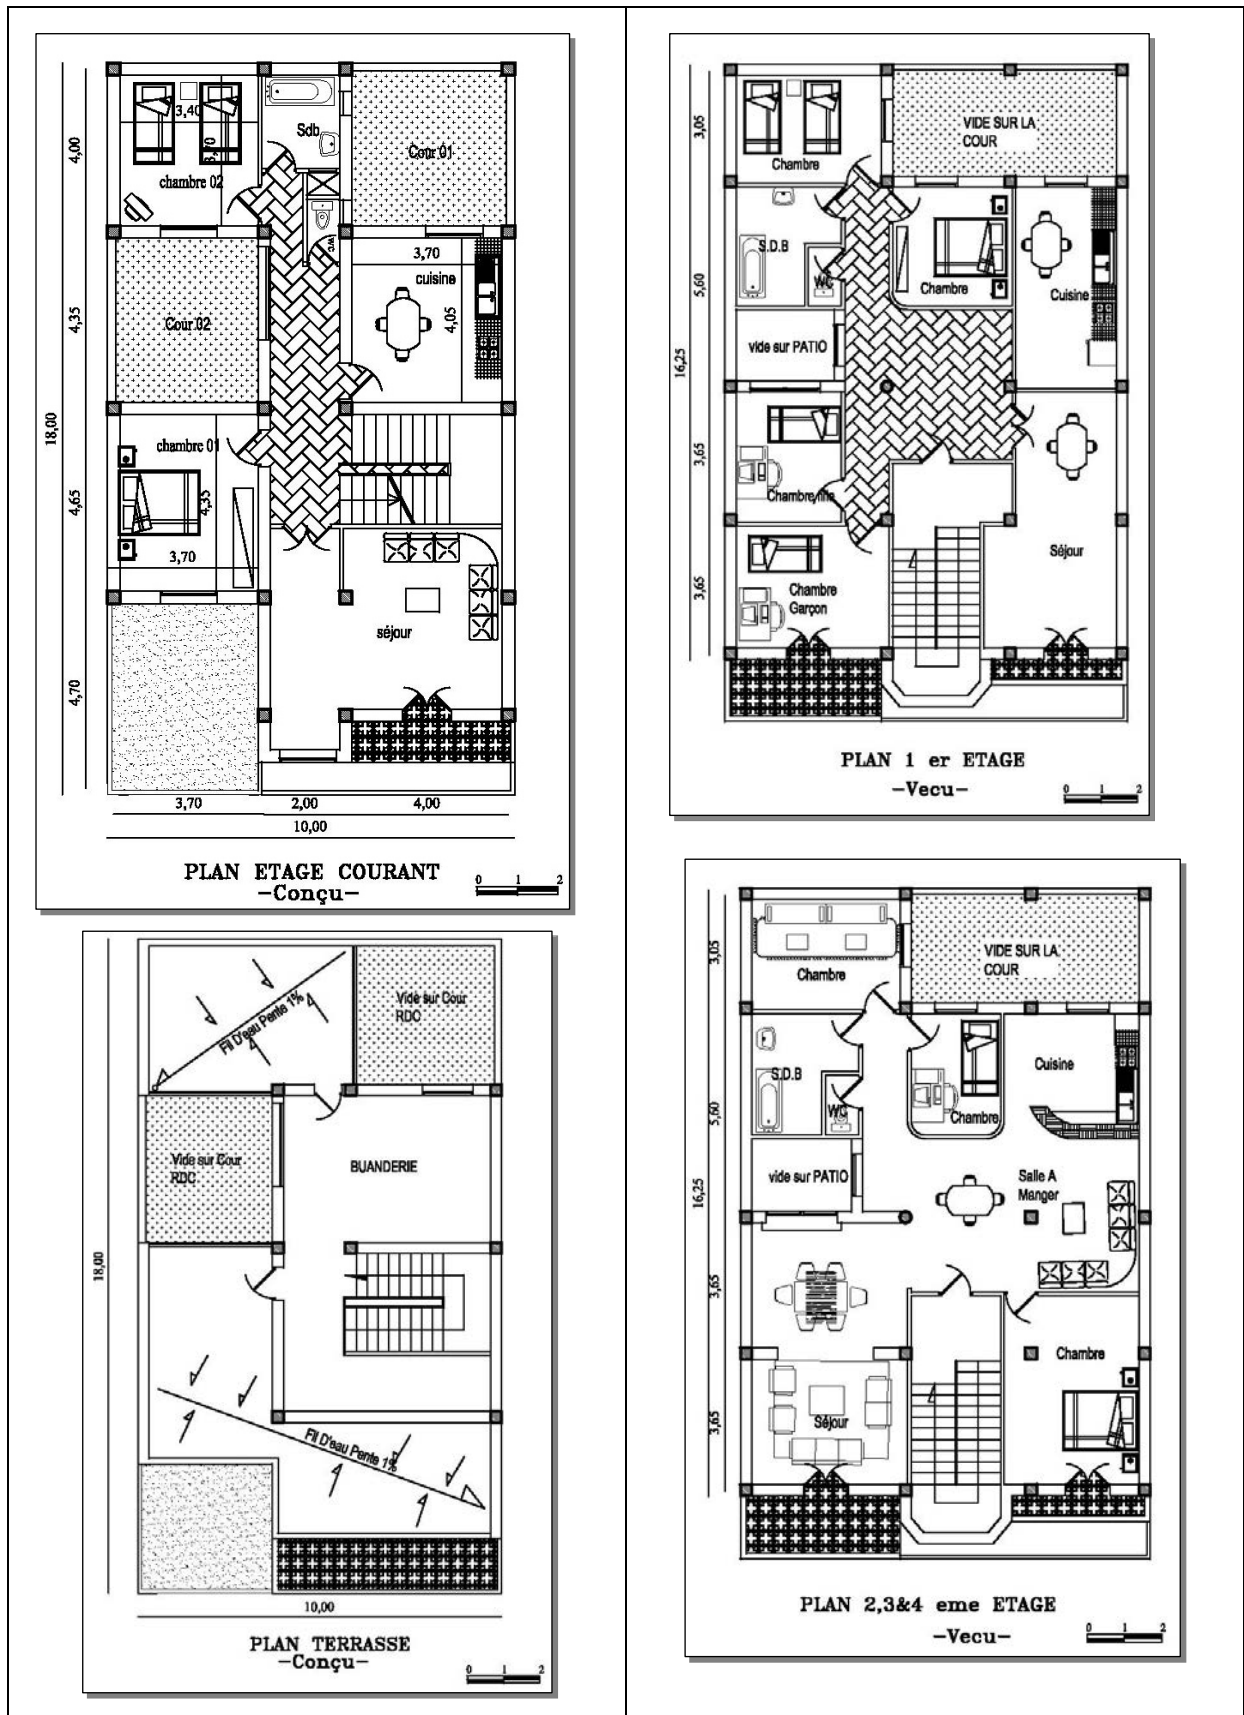 4,00
4,35
18,00
4,65
4,70
3,40
3,70
chambre 02
Sdb
Cour 01
WC
3,70
cuisine
4,05
Cour 02
chambre 01
4,35
3,70
séjour
3,70
2,00
4,00
10,00
PLAN ETAGE COURANT
-Conçu-
0 1 2
3,05
5,60
16,25
3,65
3,65
Chambre
VIDE SUR LA
COUR
S.D.B
WC
Chambre
Cuisine
vide sur PATIO
Chambre fille
Chambre
Garçon
Séjour
PLAN 1 er ETAGE
-Vecu-
0 1 2
18,00
Fil D'eau Pente 1%
Vide sur Cour
RDC
Vide sur Cour
RDC
BUANDERIE
Fil D'eau Pente 1%
10,00
PLAN TERRASSE
-Conçu-
0 1 2
3,05
5,60
16,25
3,65
3,65
Chambre
VIDE SUR LA
COUR
S.D.B
WC
Chambre
Cuisine
vide sur PATIO
Salle A
Manger
Séjour
Chambre
PLAN 2,3&4 eme ETAGE
-Vecu-
0 1 2